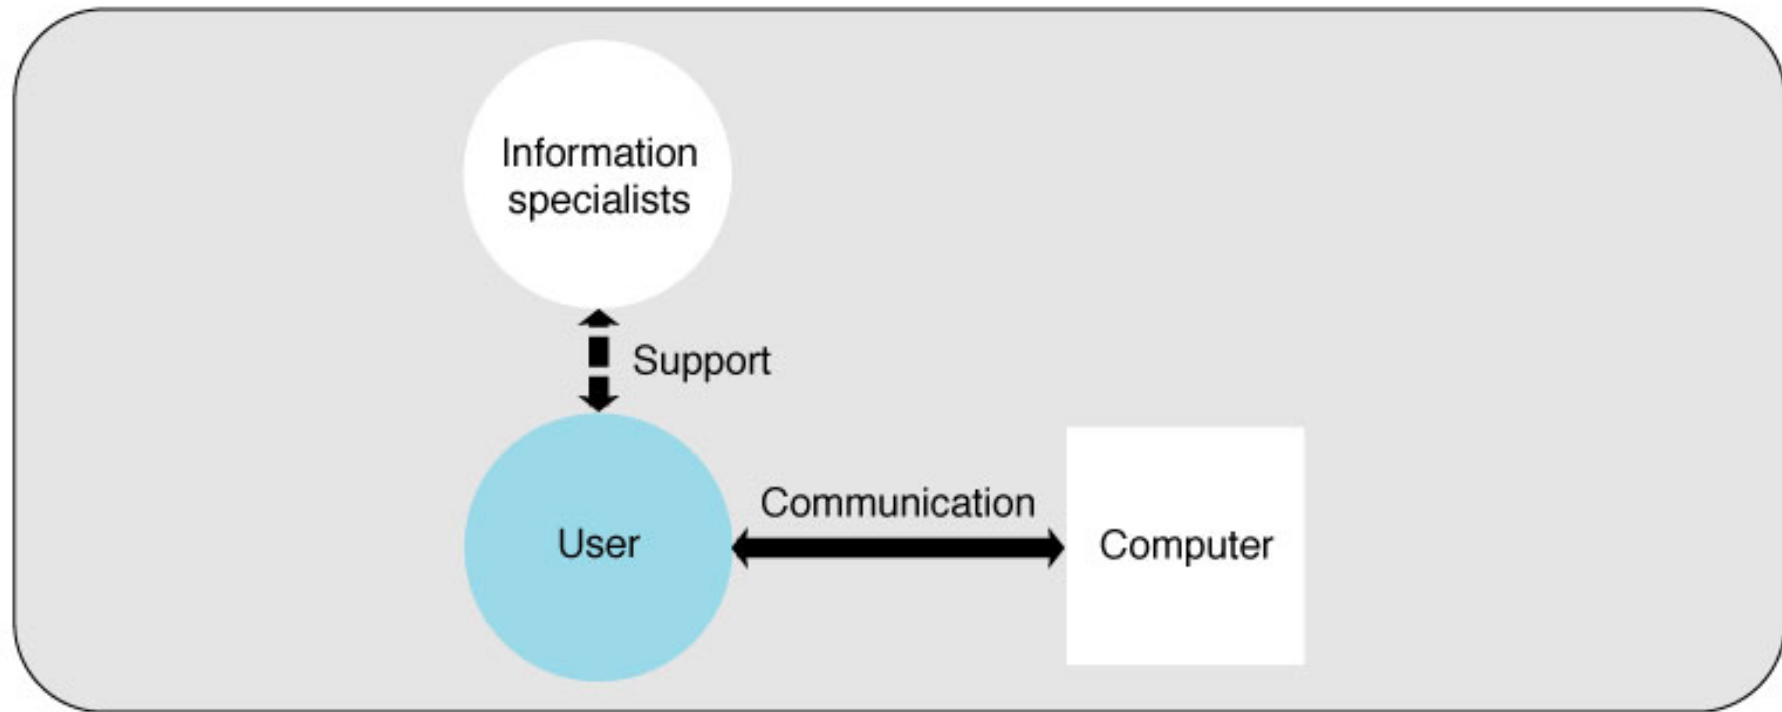 Information
specialists
Support
Communication
User
Computer